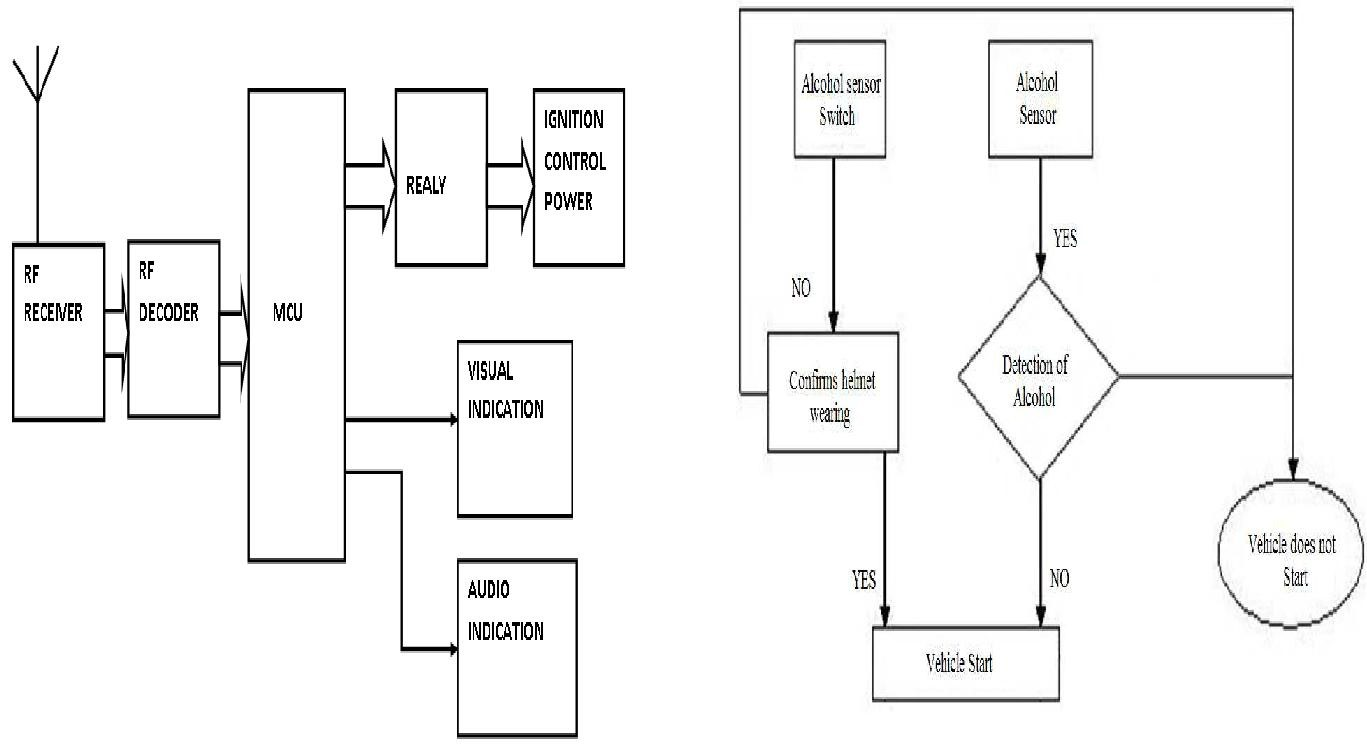 RF
RECEIVER
RF
DECODER
MCU
REALY
IGNITION
CONTROL
POWER
VISUAL
INDICATION
AUDIO
INDICATION
Alcohol sensor
Switch
Alcohol
Sensor
NO
YES
Confirms helmet
wearing
Detection of
Alcohol
YES
NO
Vehicle Start
Vehicle does not
Start